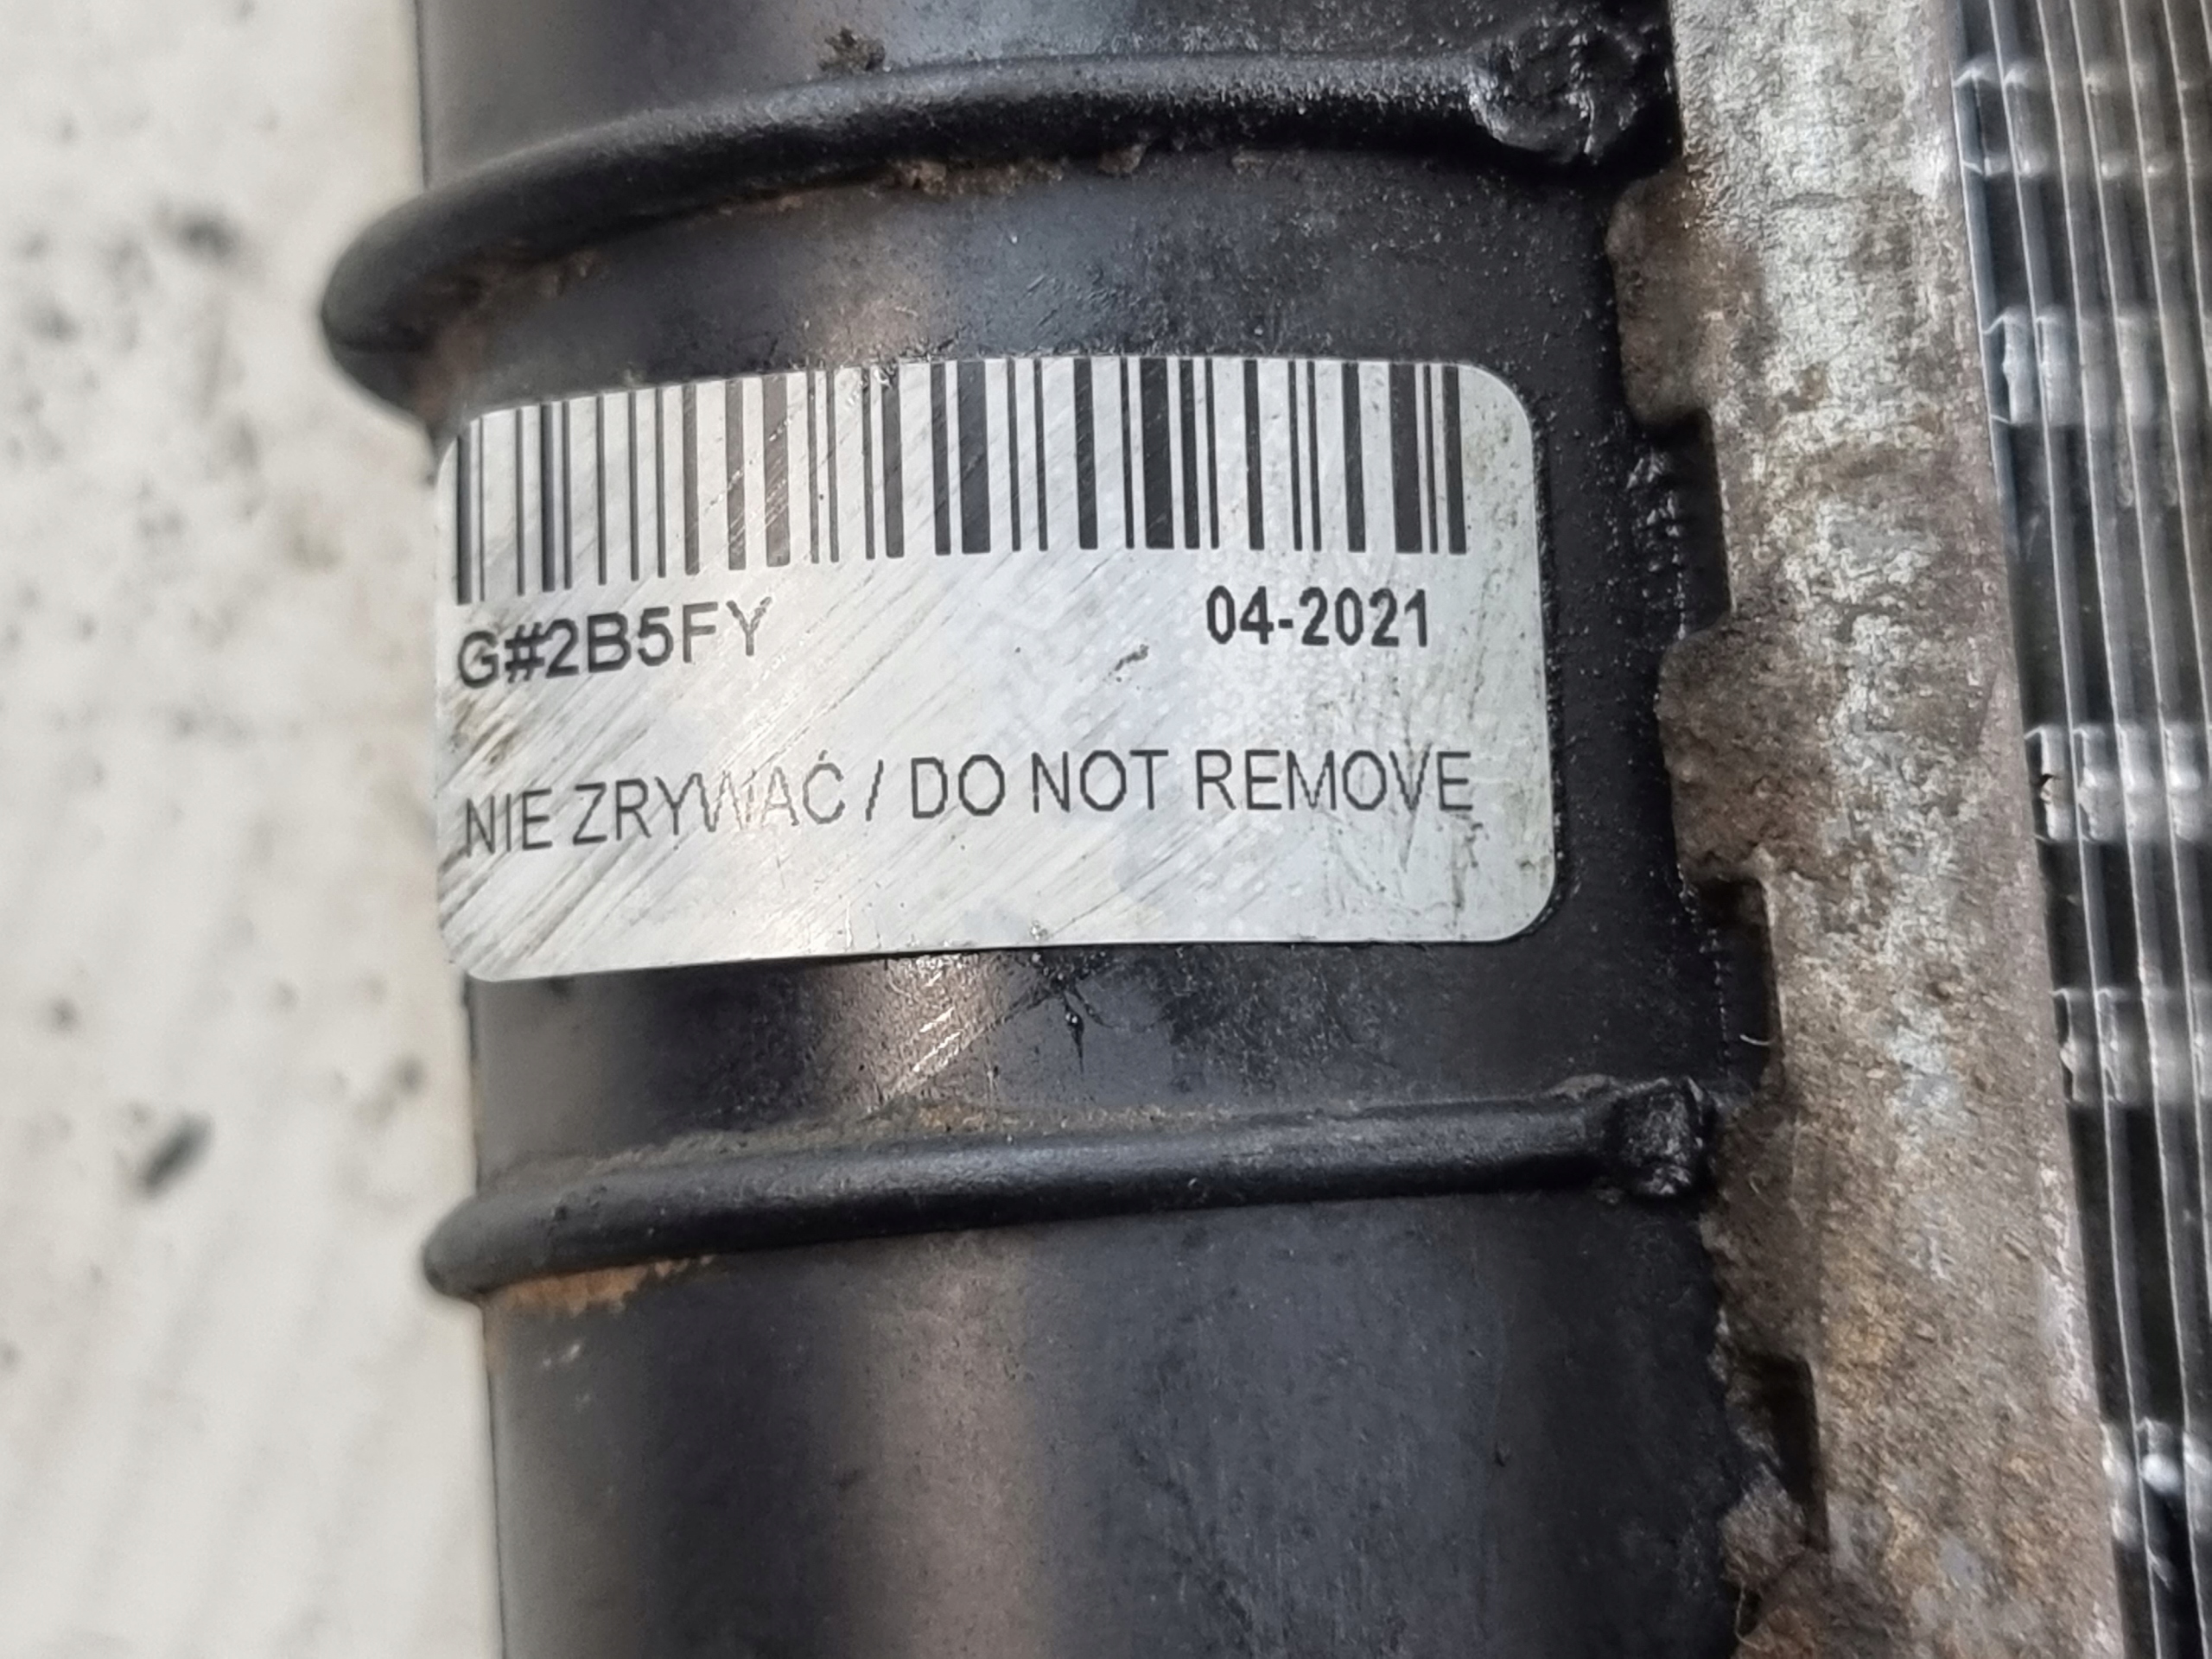 G#2B5FY 04-2021
NIE ZRYWAĆ / DO NOT REMOVE